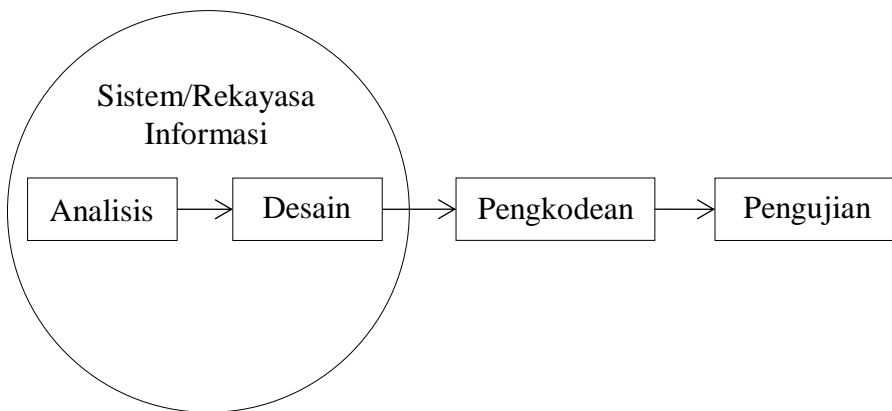 Sistem/Rekayasa
Informasi
Analisis
Desain
Pengkodean
Pengujian